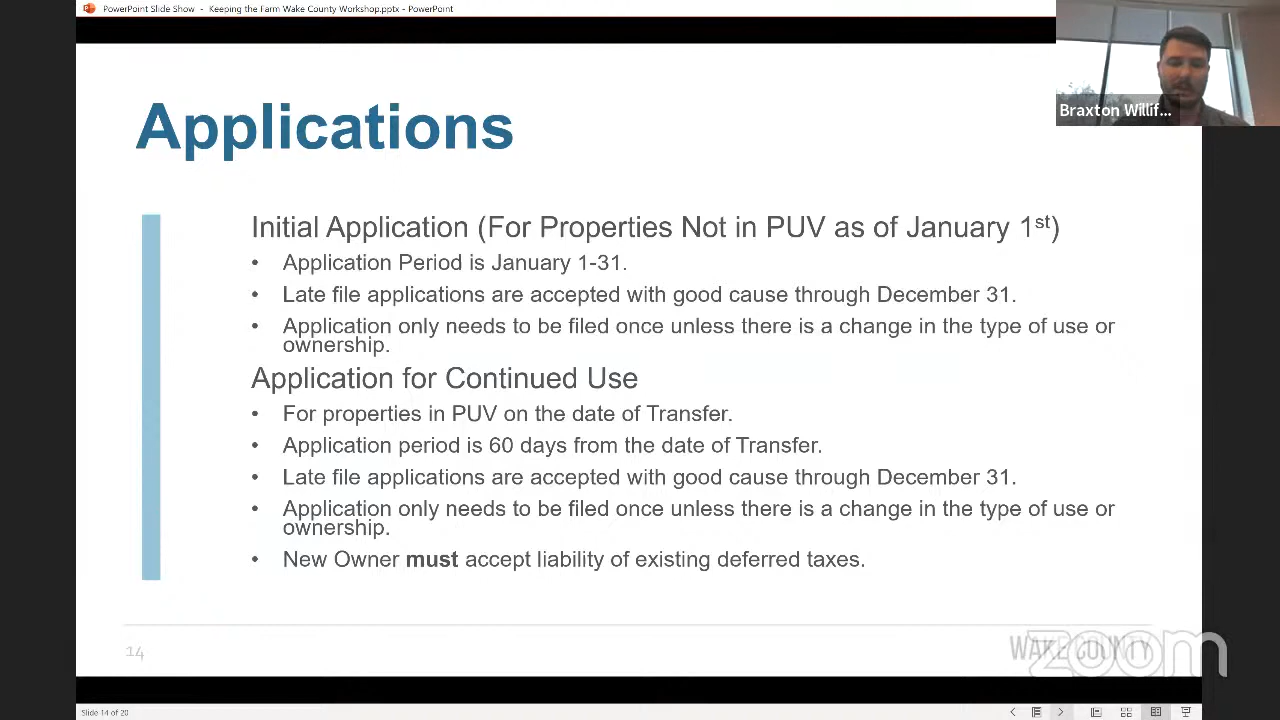 PowerPoint Slide Show - Keeping the Farm Wake County Workshop.pptx - PowerPoint
Braxton Willif...
Applications
Initial Application (For Properties Not in PUV as of January 1st)
• Application Period is January 1-31.
• Late file applications are accepted with good cause through December 31.
• Application only needs to be filed once unless there is a change in the type of use or
ownership.
Application for Continued Use
• For properties in PUV on the date of Transfer.
• Application period is 60 days from the date of Transfer.
• Late file applications are accepted with good cause through December 31.
• Application only needs to be filed once unless there is a change in the type of use or
ownership.
• New Owner must accept liability of existing deferred taxes.
14
WAKE COUNTY
zoom
Slide 14 of 20